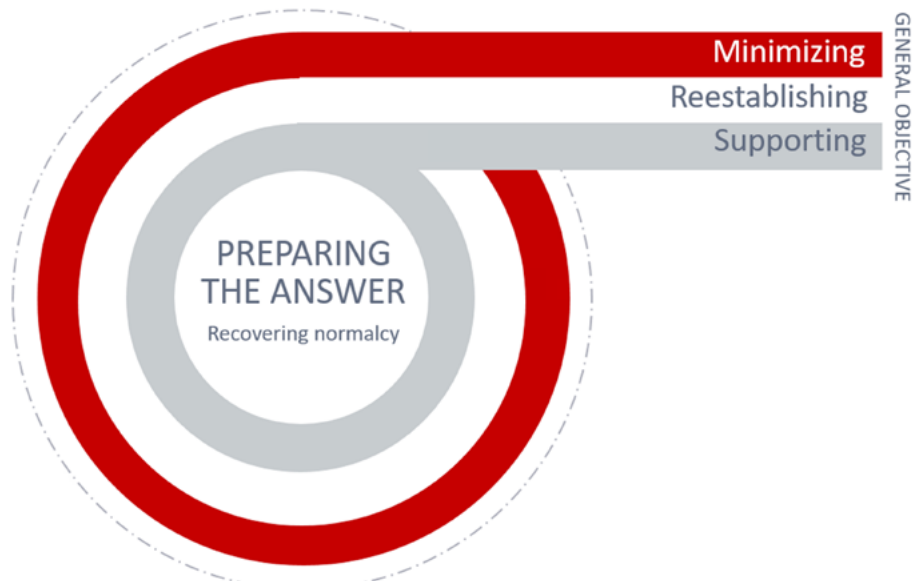 Minimizing
Reestablishing
Supporting
GENERAL OBJECTIVE
PREPARING
THE ANSWER
Recovering normalcy